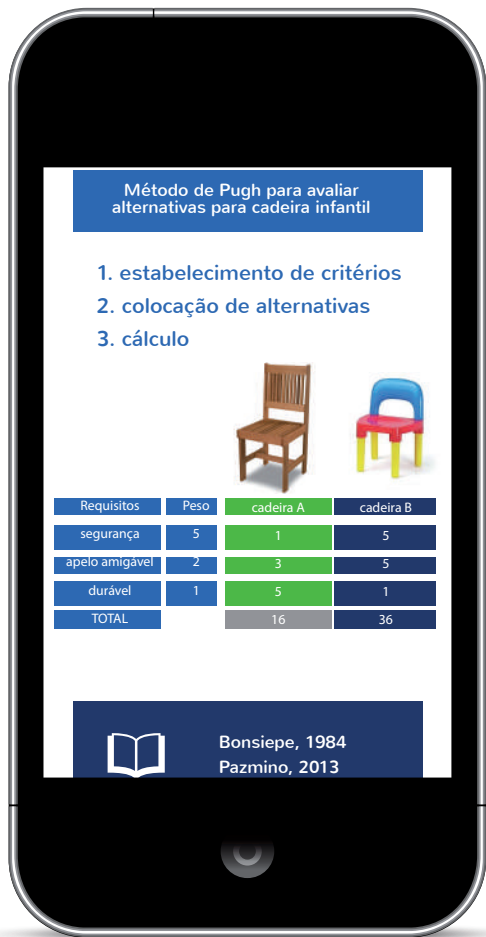 Método de Pugh para avaliar
alternativas para cadeira infantil
1. estabelecimento de critérios
2. colocação de alternativas
3. cálculo
Requisitos Peso cadeira A cadeira B
segurança 5 1 5
apelo amigável 2 3 5
durável 1 5 1
TOTAL 16 36
Bonsiepe, 1984
Pazmino, 2013